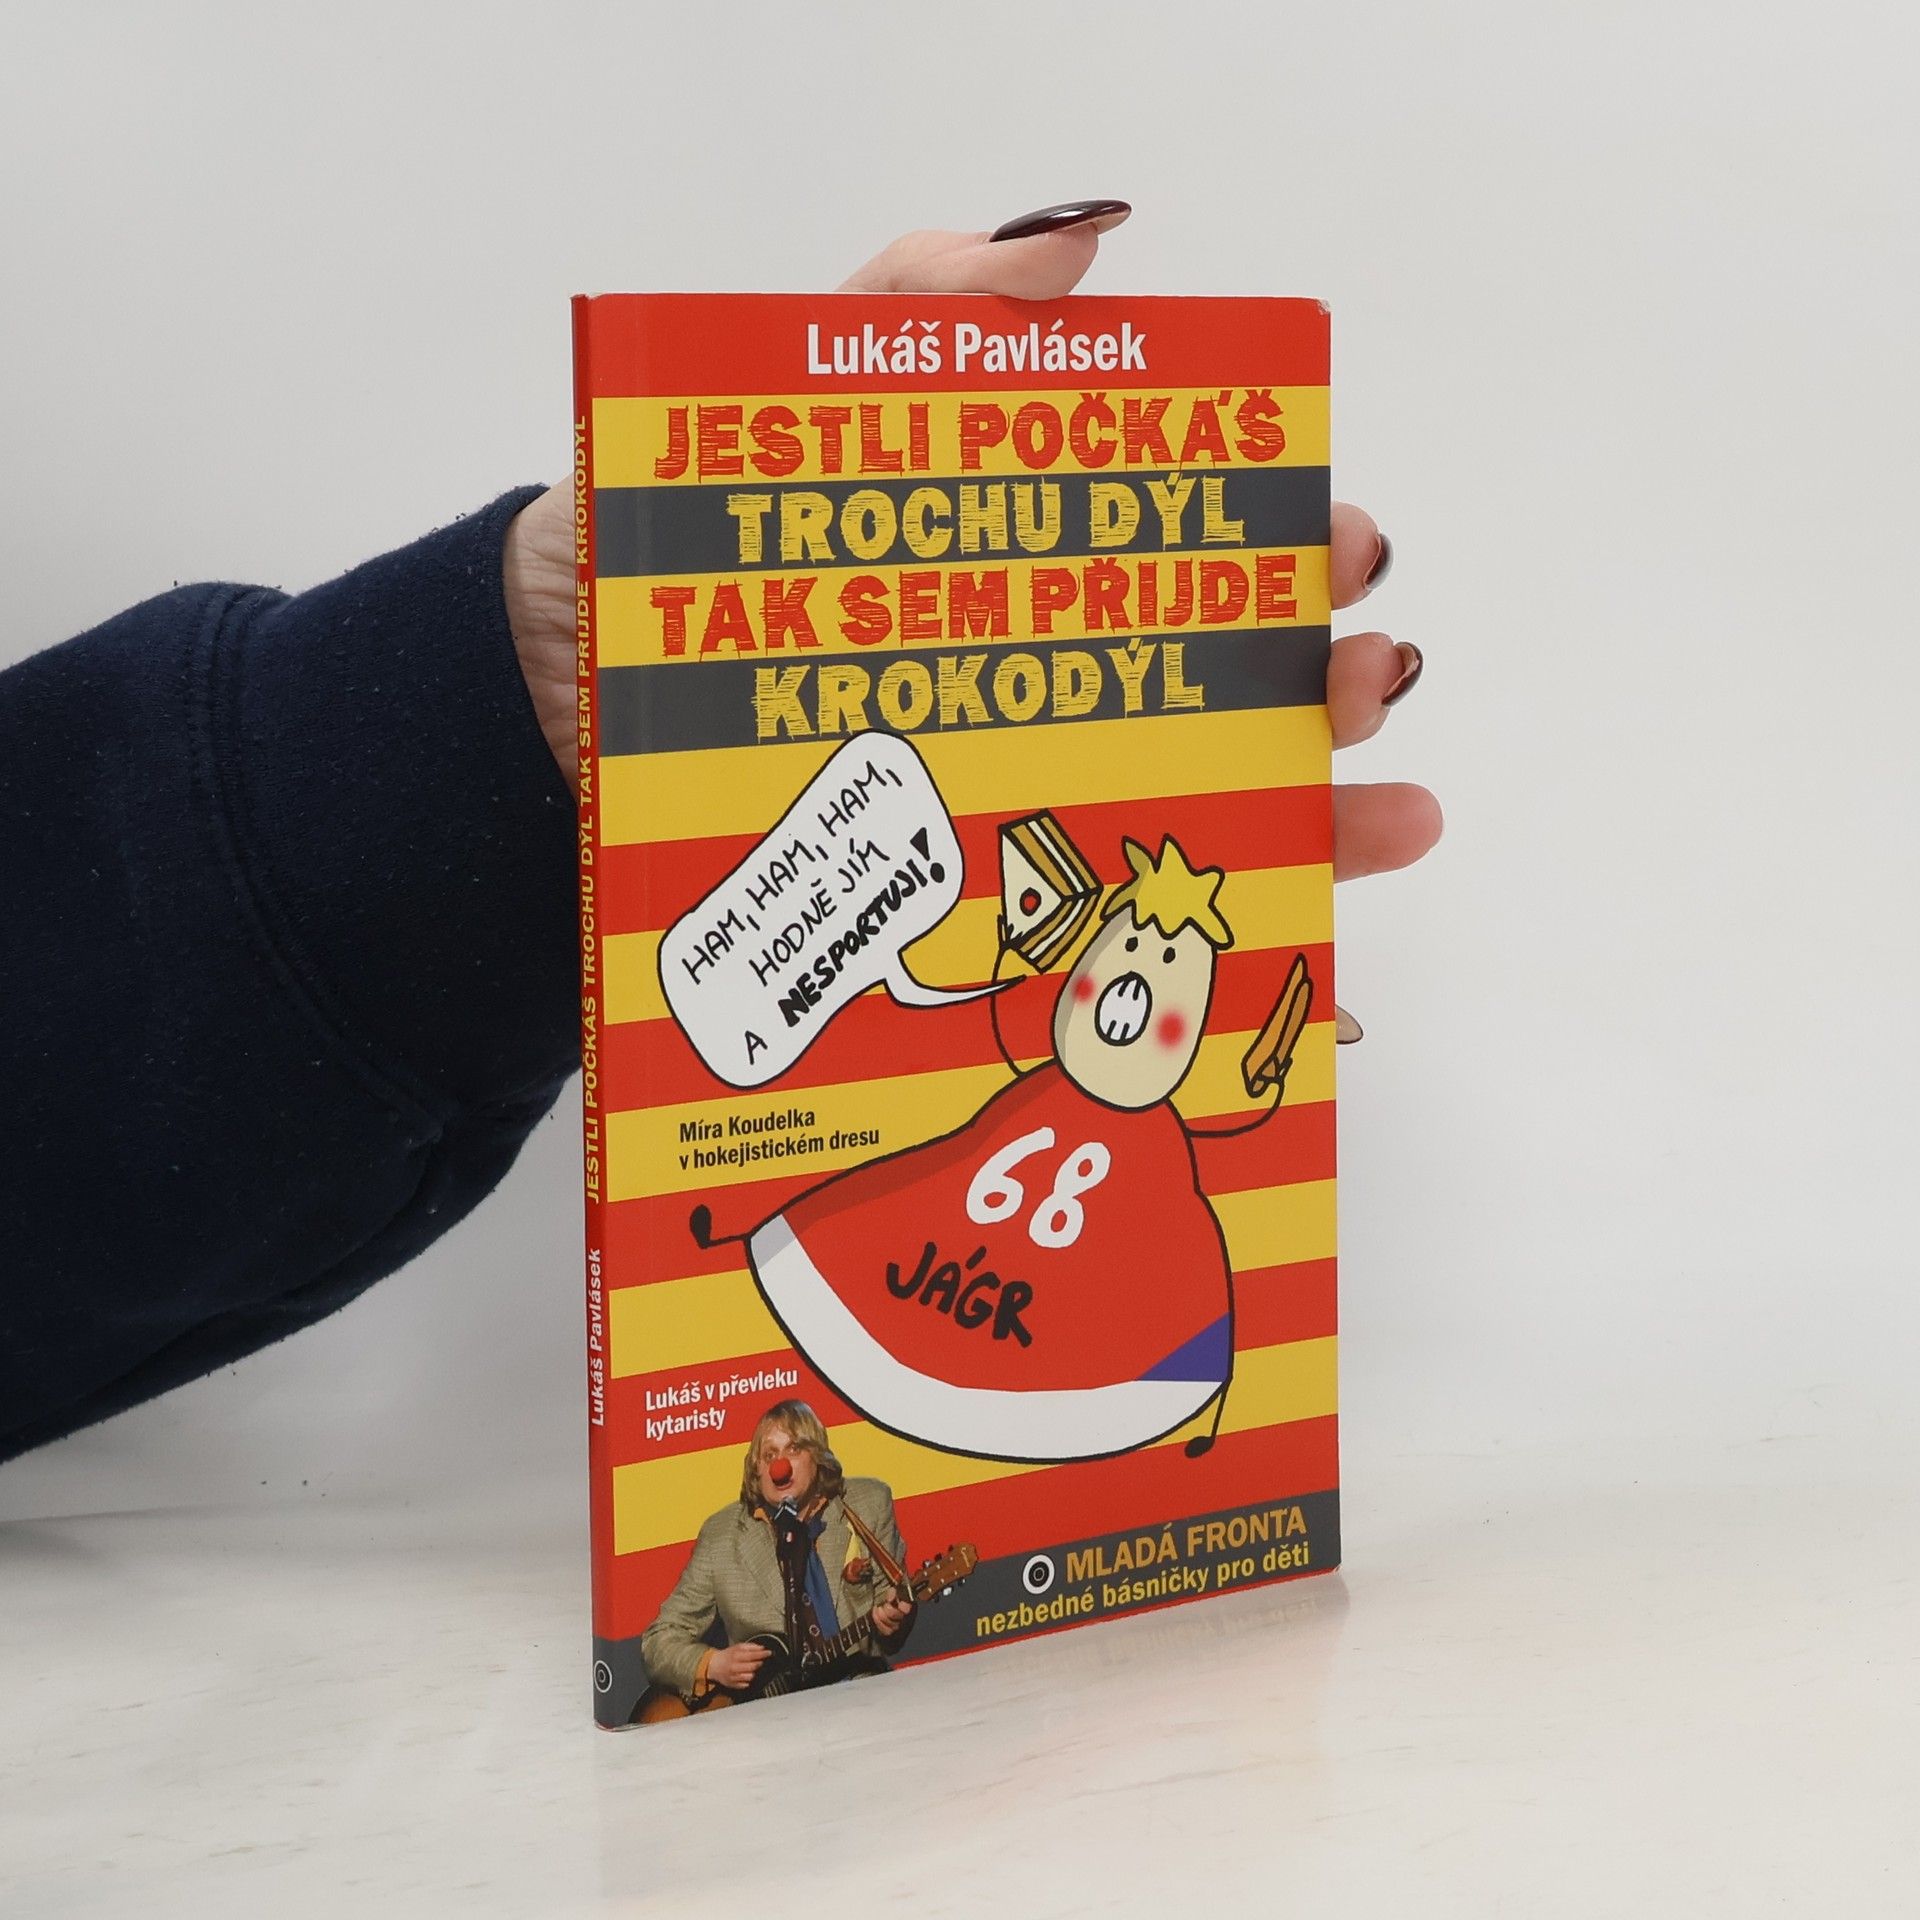 Lukáš Pavlásek
JESTLI POČKÁŠ
TROCHU DÝL
TAK SEM PŘIJDE
KROKODÝL
HAM, HAM, HAM,
HODNĚ JÍM
A NESPORTUJI!
Míra Koudelka
v hokejistickém dresu
68
JÁGR
Lukáš v převleku
kytaristy
MLADÁ FRONTA
nezbedné básničky pro děti
Lukáš Pavlásek JESTLI POČKÁŠ TROCHU DÝL TAK SEM PŘIJDE KROKODÝL